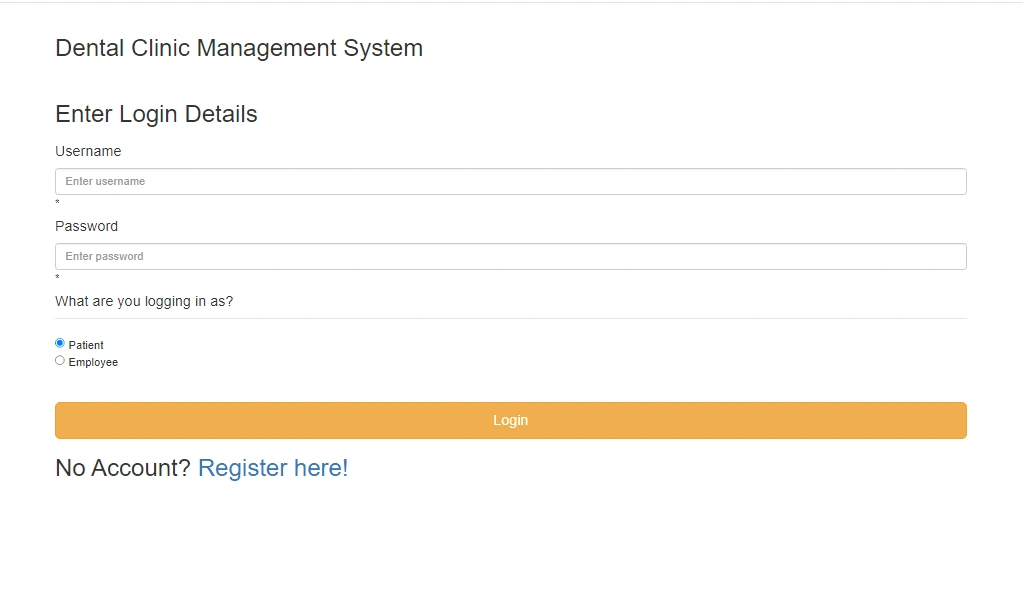 Dental Clinic Management System
Enter Login Details
Username
Enter username
*
Password
Enter password
*
What are you logging in as?
Patient
Employee
Login
No Account? Register here!